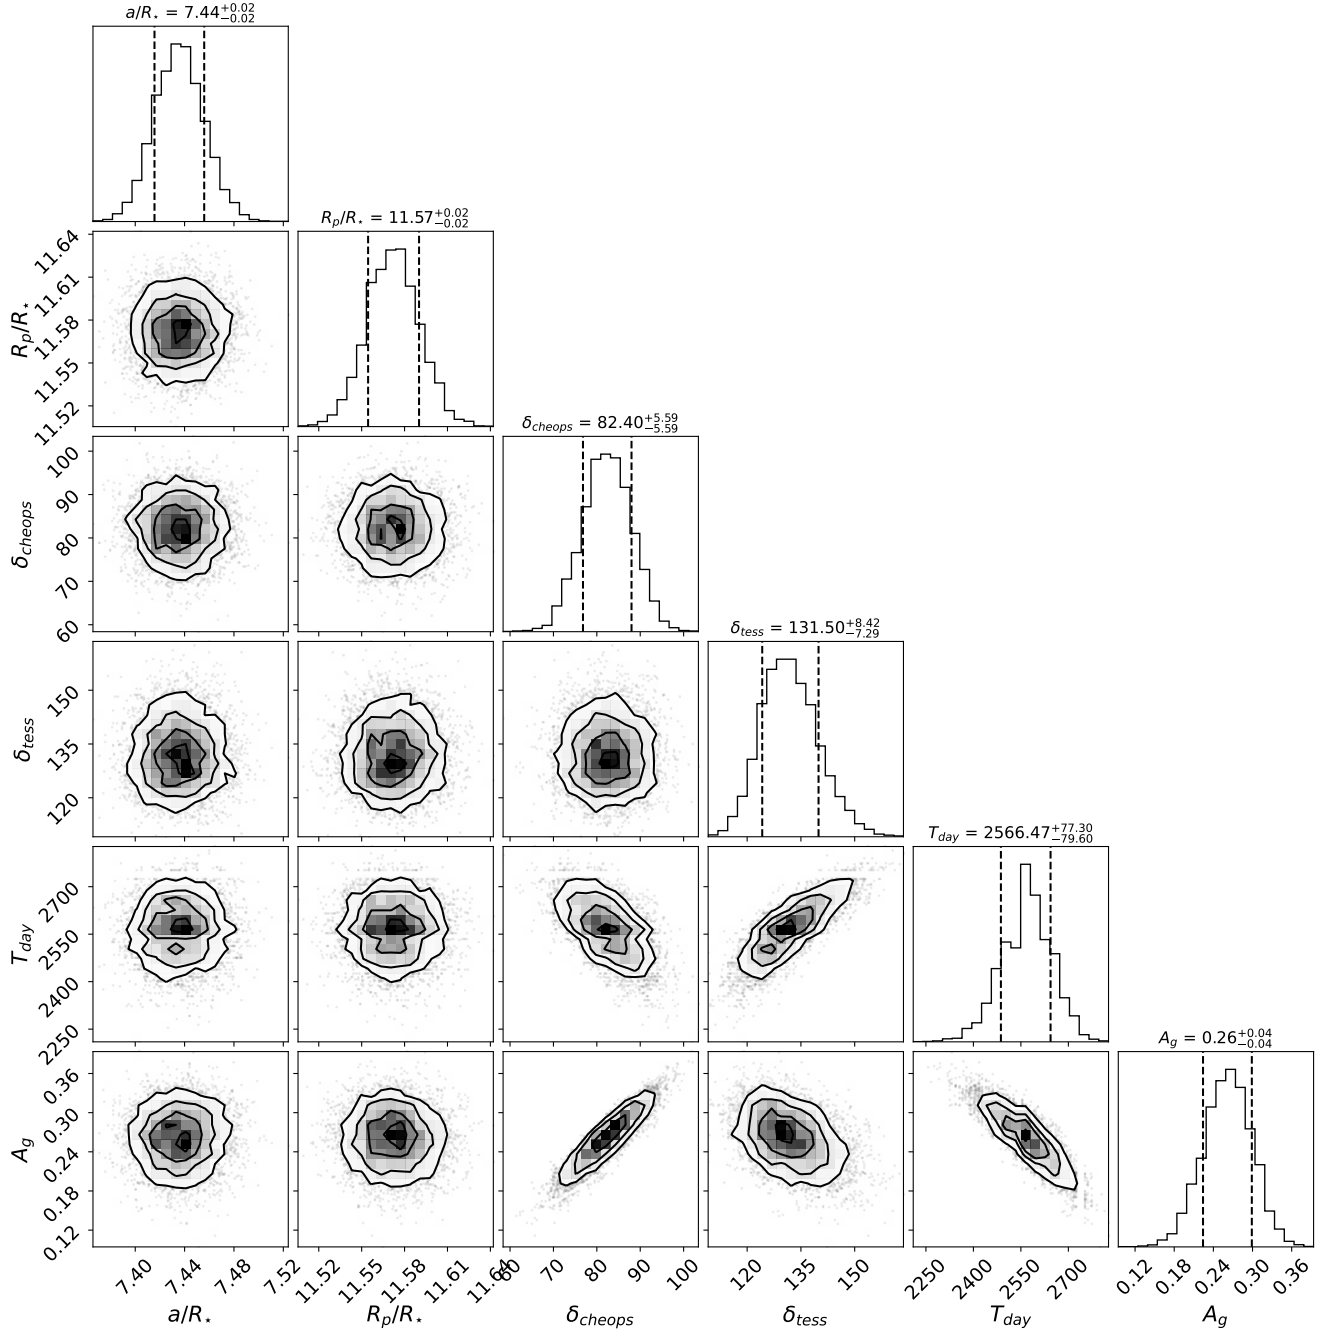 a/R⋆ = 7.44+0.02 −0.02
11.64
11.61
11.58
11.55
11.52
Rp/R⋆
Rp/R⋆ = 11.57+0.02 −0.02
100
90
80
70
60
δcheops
δcheops = 82.40+5.59 −5.59
150
135
120
δtess
δtess = 131.50+8.42 −7.29
2700
2550
2400
2250
Tday
Tday = 2566.47+77.30 −79.60
0.36
0.30
0.24
0.18
0.12
Ag
Ag = 0.26+0.04 −0.04
7.40 7.44 7.48 7.52 11.52 11.55 11.58 11.61 11.64 60 70 80 90 100 120 135 150 2250 2400 2550 2700 0.12 0.18 0.24 0.30 0.36
a/R⋆ Rp/R⋆ δcheops δtess Tday Ag